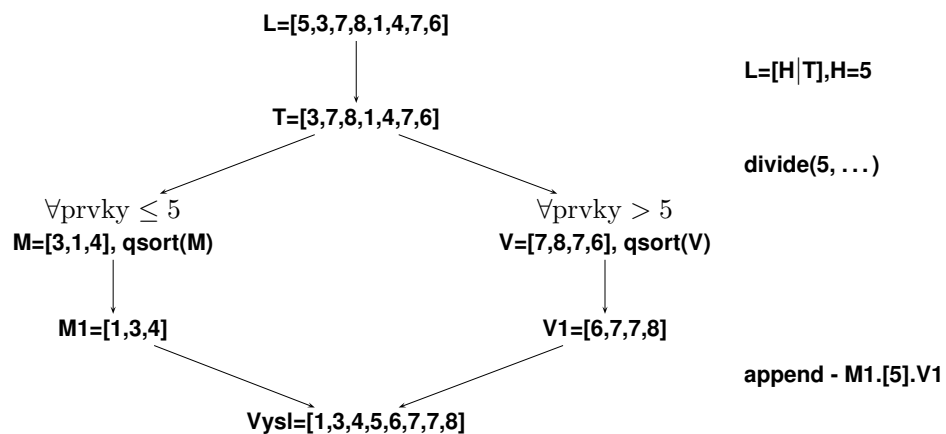 L=[5,3,7,8,1,4,7,6]
L=[H|T],H=5
T=[3,7,8,1,4,7,6]
divide(5, ...)
∀prvky ≤ 5
∀prvky > 5
M=[3,1,4], qsort(M)
V=[7,8,7,6], qsort(V)
M1=[1,3,4]
V1=[6,7,7,8]
append - M1.[5].V1
Vysl=[1,3,4,5,6,7,7,8]